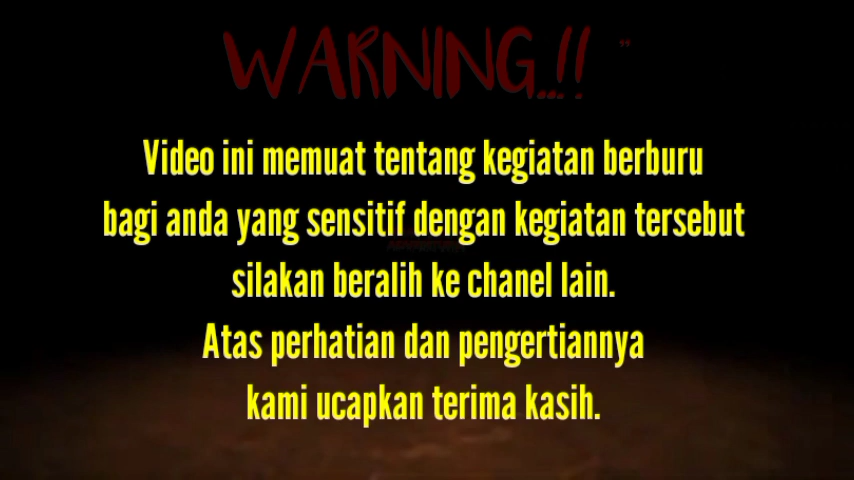 WARNING...!! "
Video ini memuat tentang kegiatan berburu
bagi anda yang sensitif dengan kegiatan tersebut
silakan beralih ke chanel lain.
Atas perhatian dan pengertiannya
kami ucapkan terima kasih.